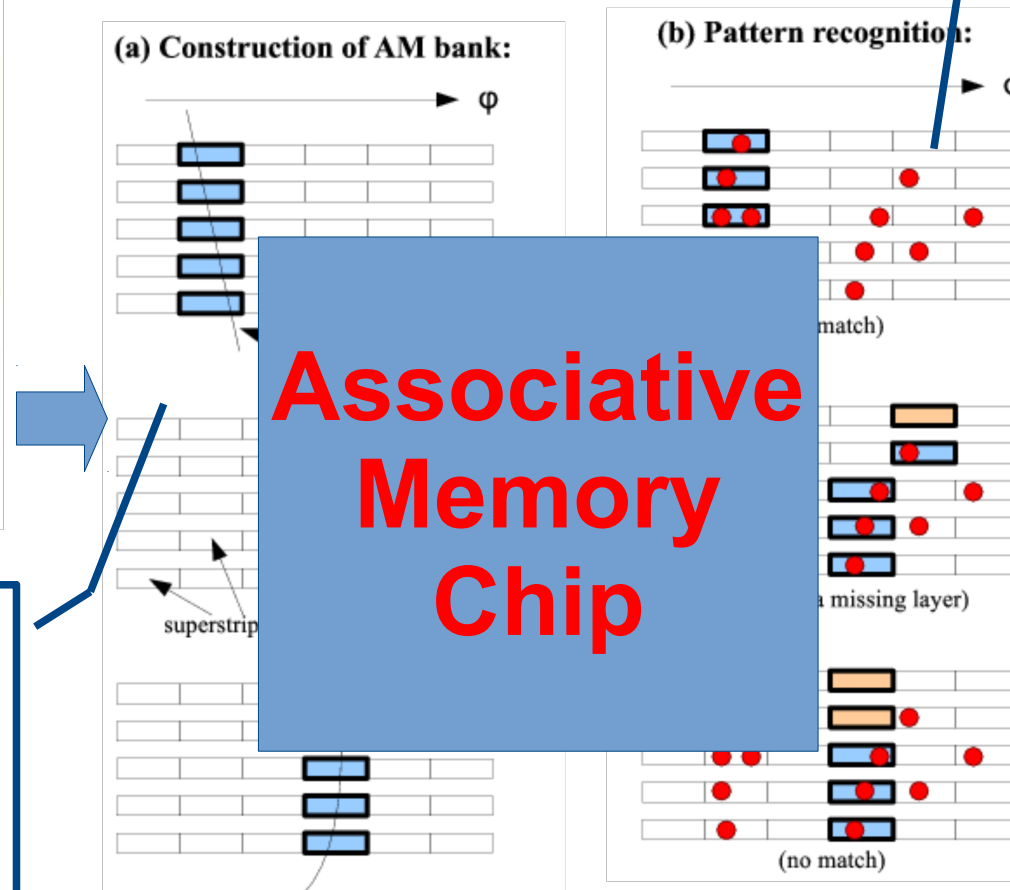 (a) Construction of AM bank:
φ
superstrip
(b) Pattern recognition:
match)
Associative
Memory
Chip
a missing layer)
(no match)